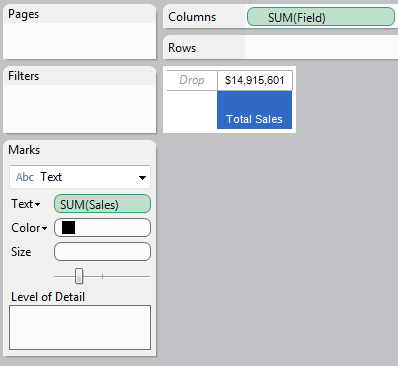 Pages
Columns SUM(Field)
Rows
Filters
Drop $14,915,601
Total Sales
Marks
Abc Text
Text SUM(Sales)
Color
Size
Level of Detail